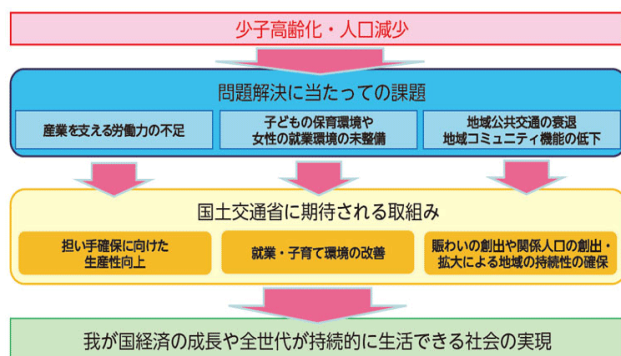 少子高齢化・人口減少
問題解決に当たっての課題
産業を支える労働力の不足
子どもの保育環境や
女性の就業環境の未整備
地域公共交通の衰退
地域コミュニティ機能の低下
国土交通省に期待される取組み
担い手確保に向けた
生産性向上
就業・子育て環境の改善
賑わいの創出や関係人口の創出・
拡大による地域の持続性の確保
我が国経済の成長や全世代が持続的に生活できる社会の実現